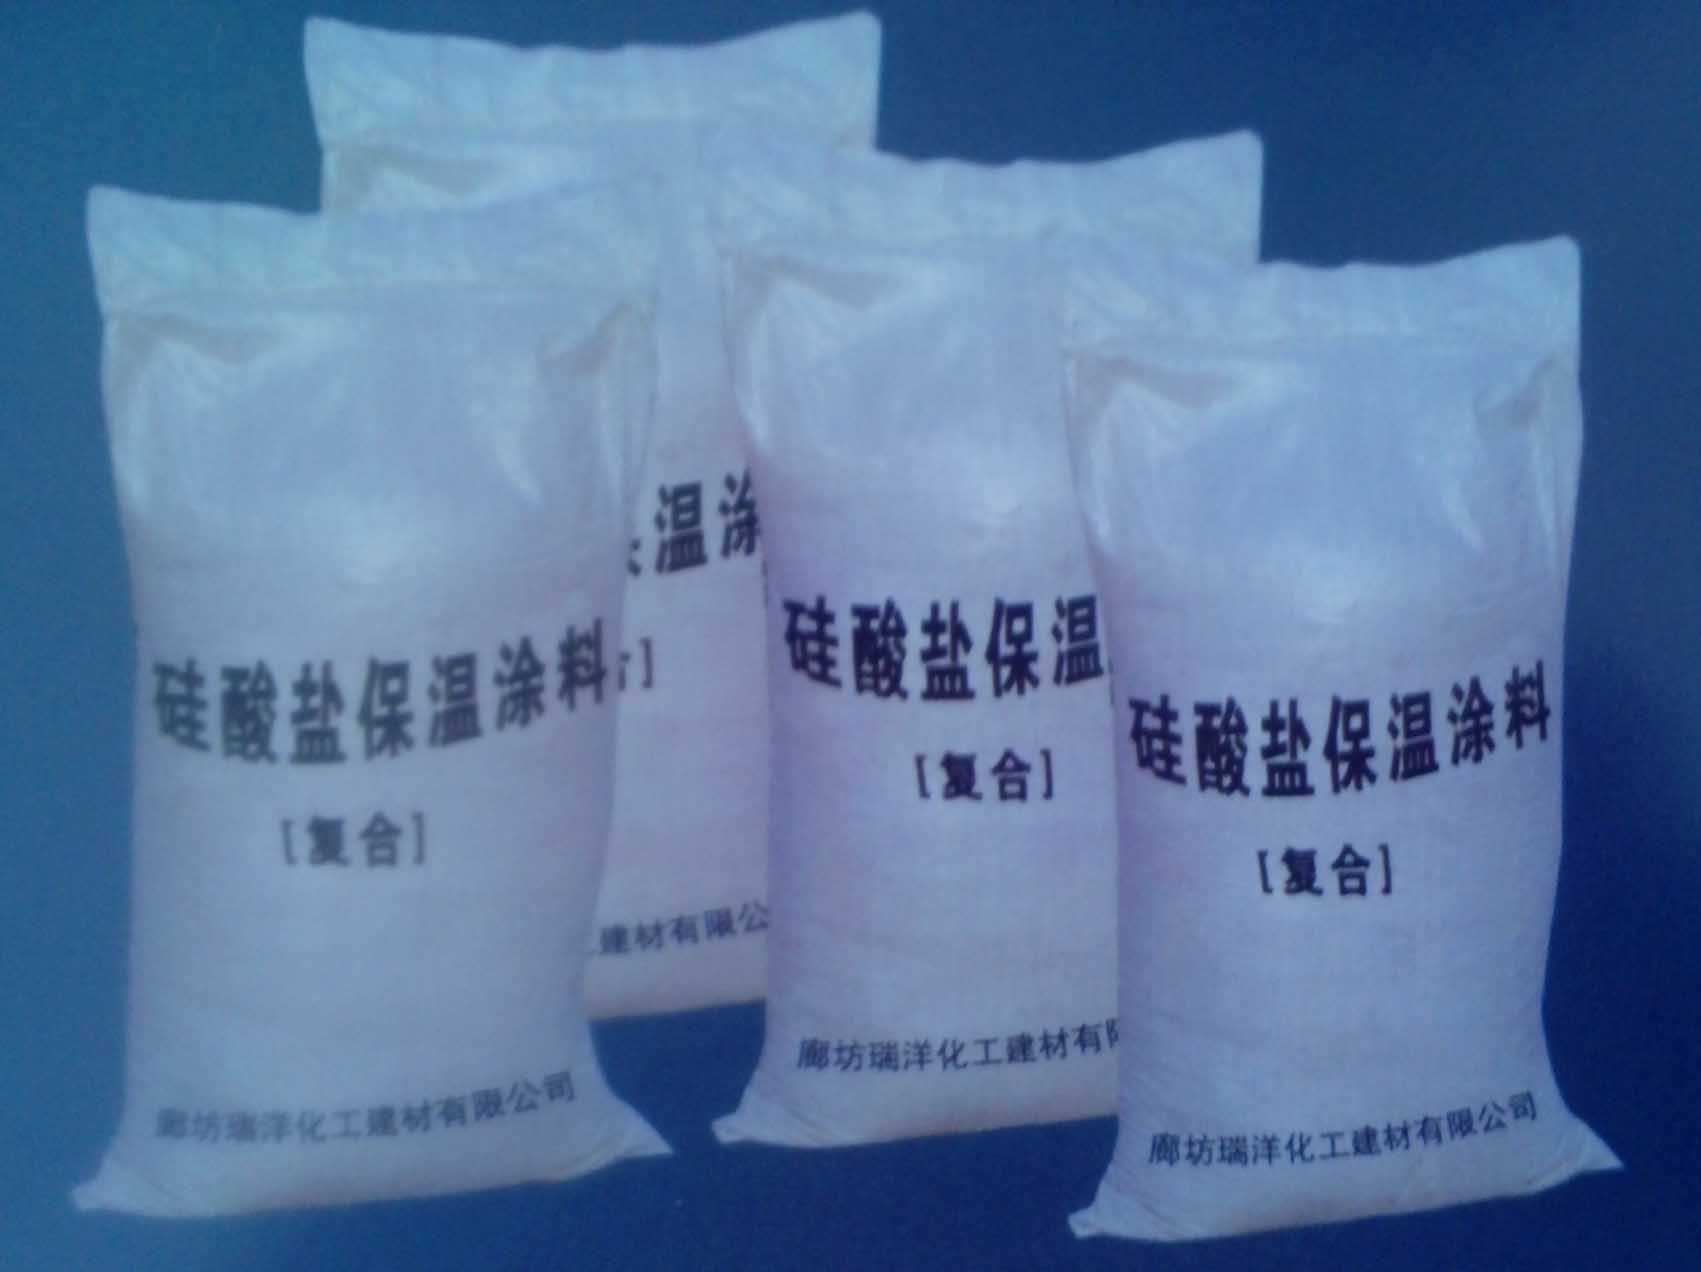 温涂
合]
建材有限公
硅酸盐保温涂料
[复合]
廊坊瑞洋化工建材有限公司
硅酸盐保温
[复合]
廊坊瑞洋化工建材有
硅酸盐保温涂料
[复合]
廊坊瑞洋化工建材有限公司